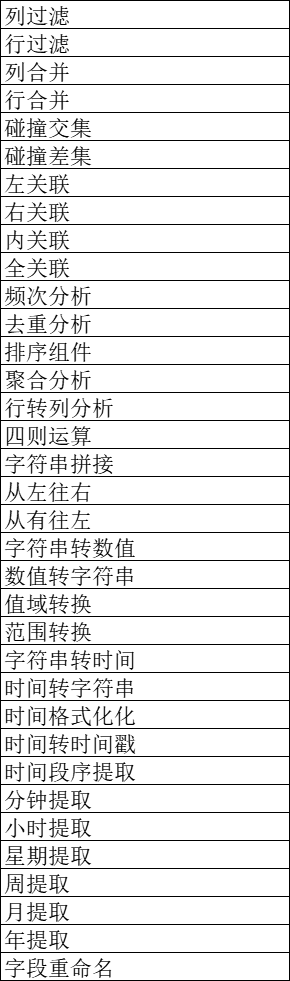 列过滤
行过滤
列合并
行合并
碰撞交集
碰撞差集
左关联
右关联
内关联
全关联
频次分析
去重分析
排序组件
聚合分析
行转列分析
四则运算
字符串拼接
从左往右
从有往左
字符串转数值
数值转字符串
值域转换
范围转换
字符串转时间
时间转字符串
时间格式化化
时间转时间戳
时间段序提取
分钟提取
小时提取
星期提取
周提取
月提取
年提取
字段重命名